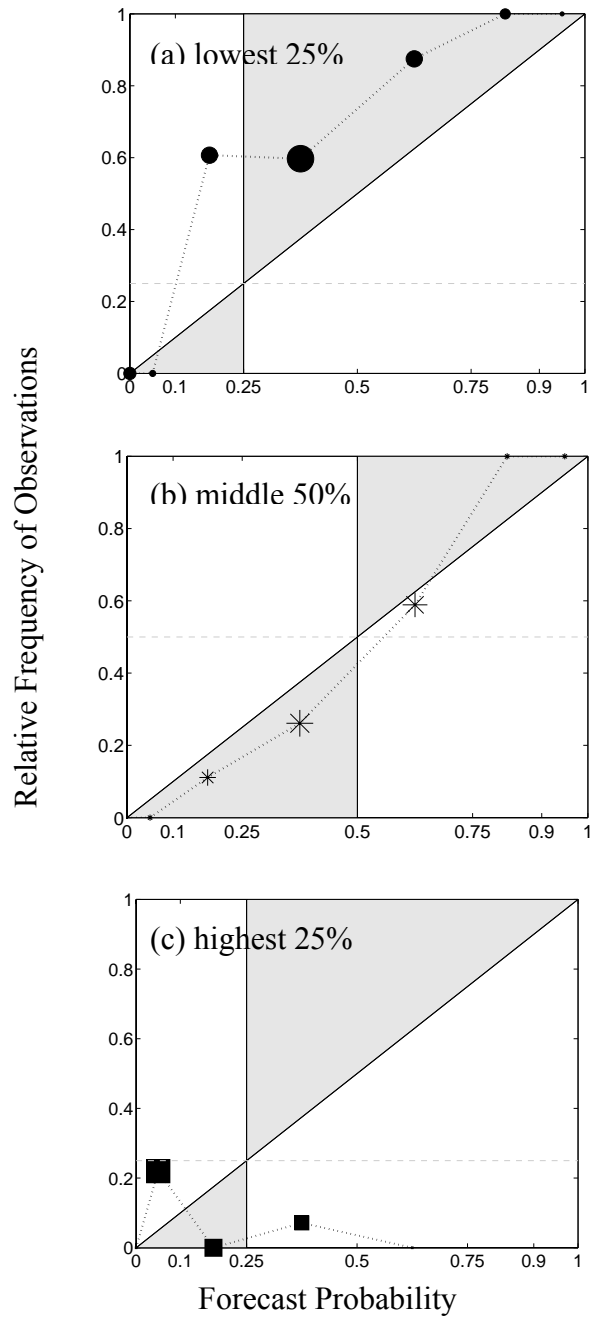 (a) lowest 25%
1
0.8
0.6
0.4
0.2
0
0 0.1 0.25 0.5 0.75 0.9 1
Relative Frequency of Observations
(b) middle 50%
1
0.8
0.6
0.4
0.2
0
0 0.1 0.25 0.5 0.75 0.9 1
(c) highest 25%
1
0.8
0.6
0.4
0.2
0
0 0.1 0.25 0.5 0.75 0.9 1
Forecast Probability